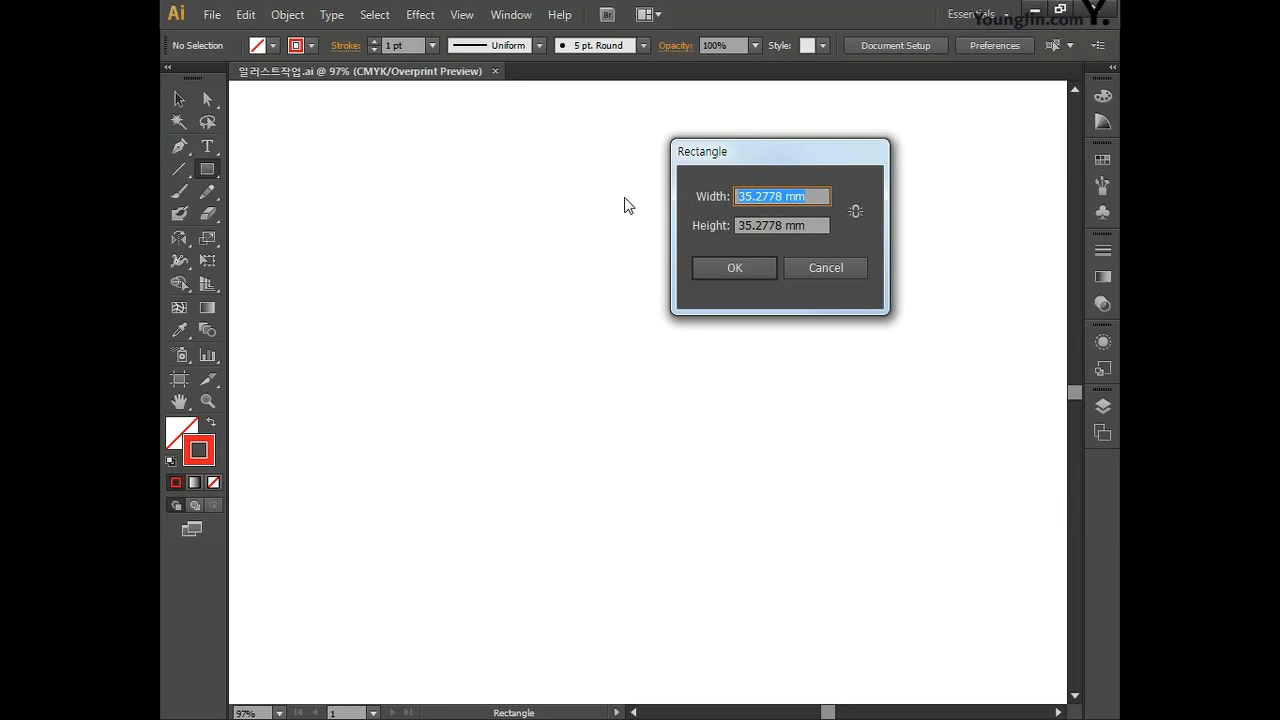 Ai File Edit Object Type Select Effect View Window Help Br Essentials
YoungJin.com Y.
No Selection Stroke: 1 pt Uniform 5 pt. Round Opacity: 100% Style: Document Setup Preferences
일러스트작업.ai @ 97% (CMYK/Overprint Preview) ×
Rectangle
Width: 35.2778 mm
Height: 35.2778 mm
OK Cancel
97% 1 Rectangle